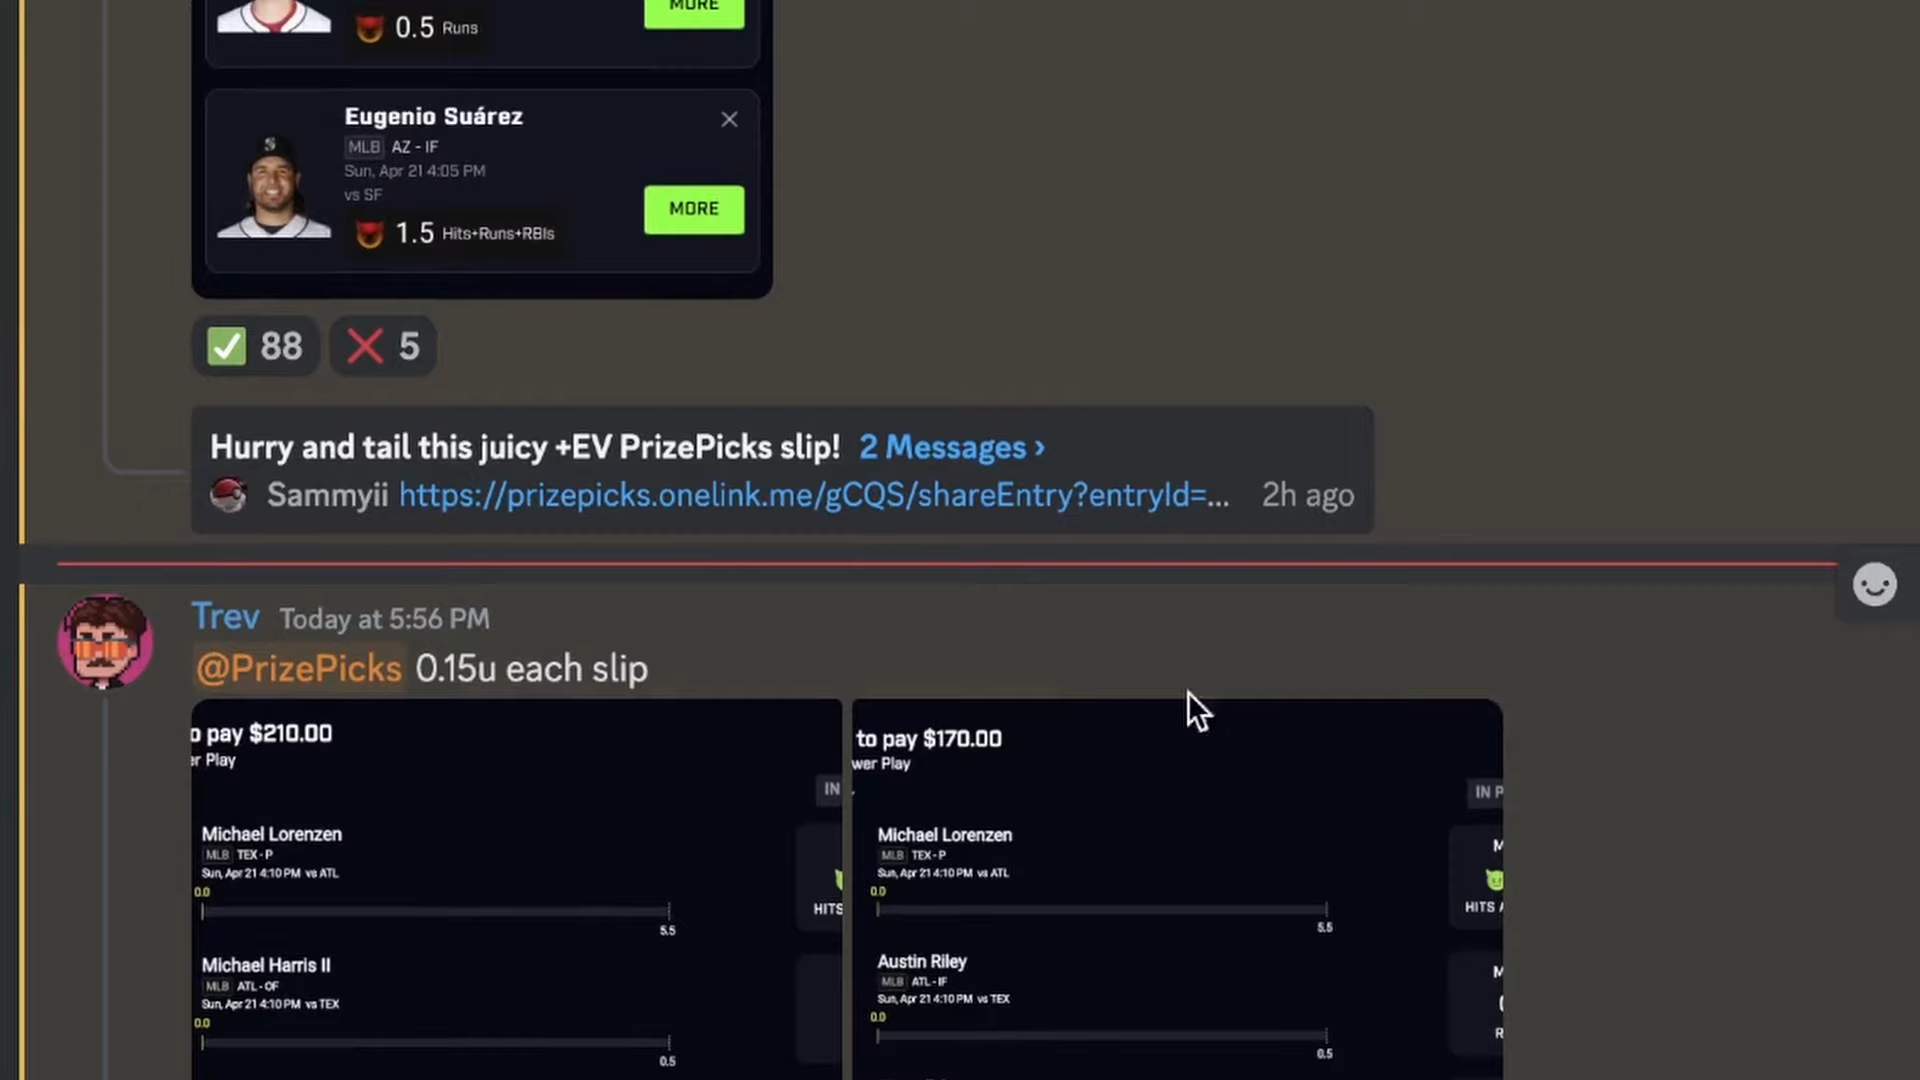 MORE
0.5 Runs
Eugenio Suárez
MLB AZ - IF
Sun, Apr 21 4:05 PM
vs SF
MORE
1.5 Hits+Runs+RBIs
88 5
Hurry and tail this juicy +EV PrizePicks slip! 2 Messages ›
Sammyii https://prizepicks.onelink.me/gCQS/shareEntry?entryId=... 2h ago
Trev Today at 5:56 PM
@PrizePicks 0.15u each slip
o pay $210.00
er Play
IN
Michael Lorenzen
MLB TEX - P
Sun, Apr 21 4:10 PM vs ATL
0.0
HITS
5.5
Michael Harris II
MLB ATL - OF
Sun, Apr 21 4:10 PM vs TEX
0.0
0.5
to pay $170.00
wer Play
IN P
Michael Lorenzen
MLB TEX - P
Sun, Apr 21 4:10 PM vs ATL
0.0
M
HITS A
5.5
Austin Riley
MLB ATL - IF
Sun, Apr 21 4:10 PM vs TEX
0.0
M
R
0.5